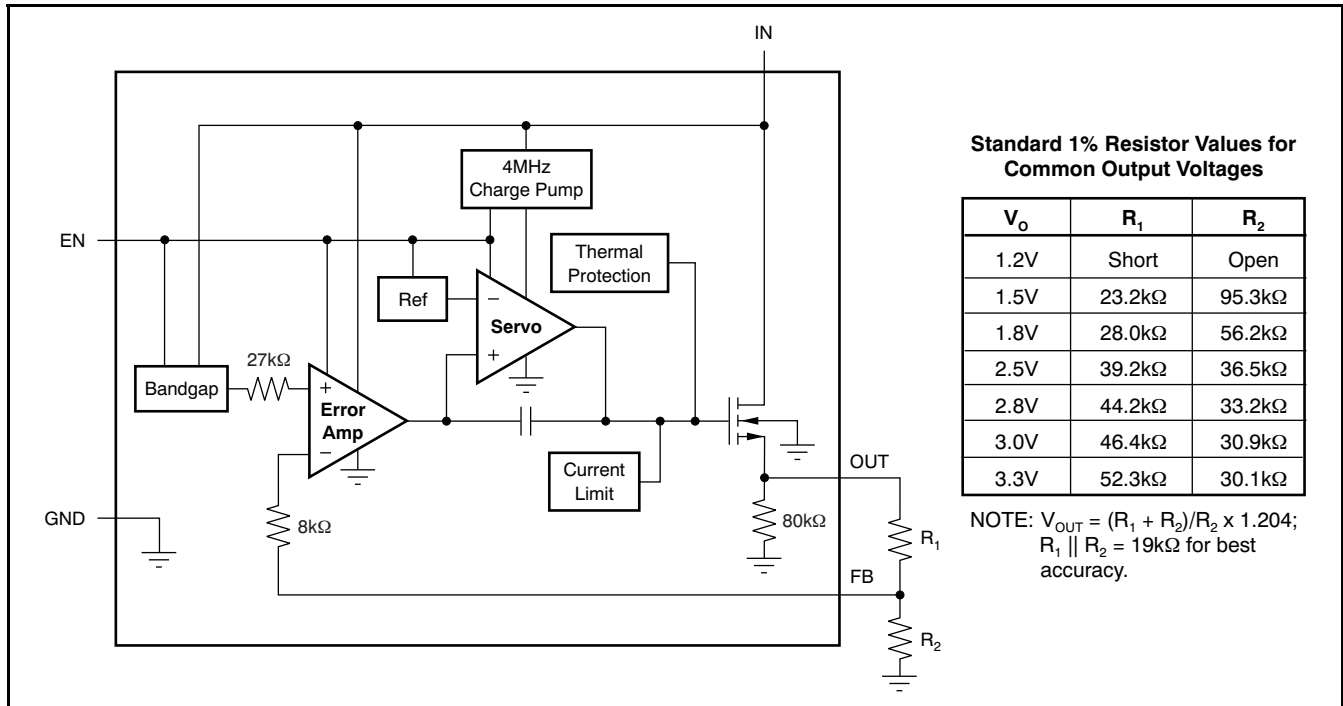 IN
4MHz
Charge Pump
EN
Thermal
Protection
Ref
−
Servo
+
27kΩ
Bandgap
+
Error
Amp
−
Current
Limit
OUT
GND
8kΩ
80kΩ
R1
FB
R2
Standard 1% Resistor Values for
Common Output Voltages
VO R1 R2
1.2V Short Open
1.5V 23.2kΩ 95.3kΩ
1.8V 28.0kΩ 56.2kΩ
2.5V 39.2kΩ 36.5kΩ
2.8V 44.2kΩ 33.2kΩ
3.0V 46.4kΩ 30.9kΩ
3.3V 52.3kΩ 30.1kΩ
NOTE: VOUT = (R1 + R2)/R2 x 1.204;
R1 || R2 = 19kΩ for best
accuracy.